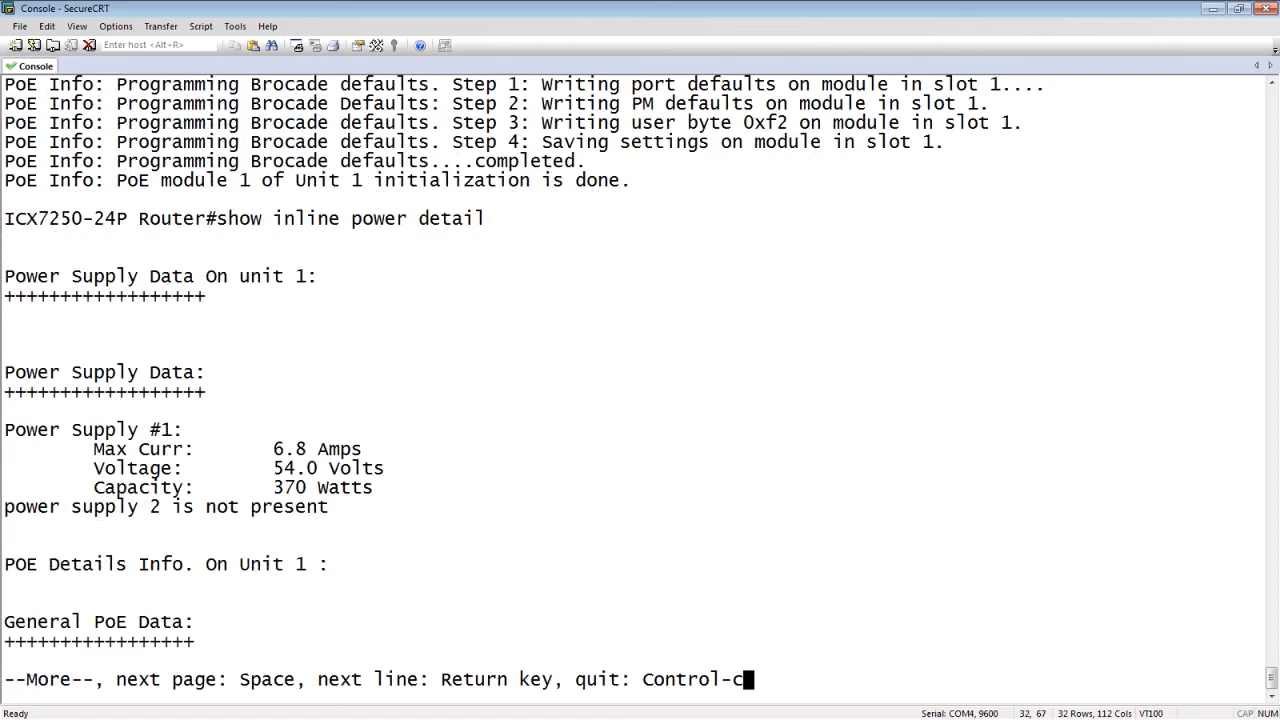 Console - SecureCRT
File Edit View Options Transfer Script Tools Help
Enter host <Alt+R>
Console
PoE Info: Programming Brocade defaults. Step 1: Writing port defaults on module in slot 1....
PoE Info: Programming Brocade Defaults: Step 2: Writing PM defaults on module in slot 1.
PoE Info: Programming Brocade defaults. Step 3: Writing user byte 0xf2 on module in slot 1.
PoE Info: Programming Brocade defaults. Step 4: Saving settings on module in slot 1.
PoE Info: Programming Brocade defaults....completed.
PoE Info: PoE module 1 of Unit 1 initialization is done.
ICX7250-24P Router#show inline power detail
Power Supply Data On unit 1:
++++++++++++++++++
Power Supply Data:
++++++++++++++++++
Power Supply #1:
Max Curr: 6.8 Amps
Voltage: 54.0 Volts
Capacity: 370 Watts
power supply 2 is not present
POE Details Info. On Unit 1 :
General PoE Data:
+++++++++++++++++
--More--, next page: Space, next line: Return key, quit: Control-c
Ready Serial: COM4, 9600 32, 67 32 Rows, 112 Cols VT100 CAP NUM